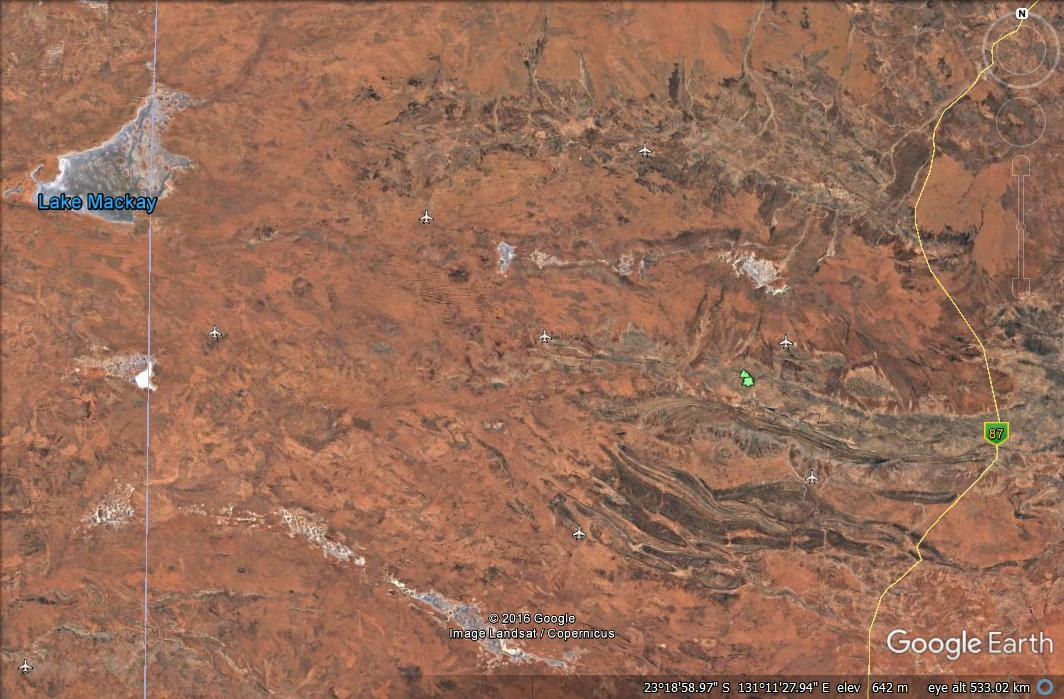 N
Lake Mackay
87
© 2016 Google
Image Landsat / Copernicus
Google Earth
23°18'58.97" S 131°11'27.94" E elev 642 m eye alt 533.02 km